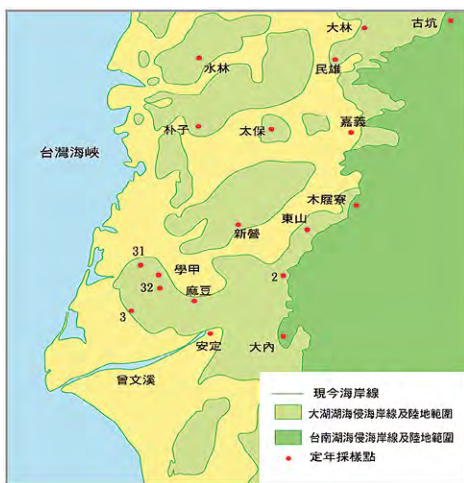 大林
古坑
水林
民雄
朴子
太保
嘉義
台灣海峽
木屐寮
東山
新營
31
學甲
2
32
麻豆
3
安定
大內
曾文溪
現今海岸線
大湖湖海侵海岸線及陸地範圍
台南湖海侵海岸線及陸地範圍
定年採樣點